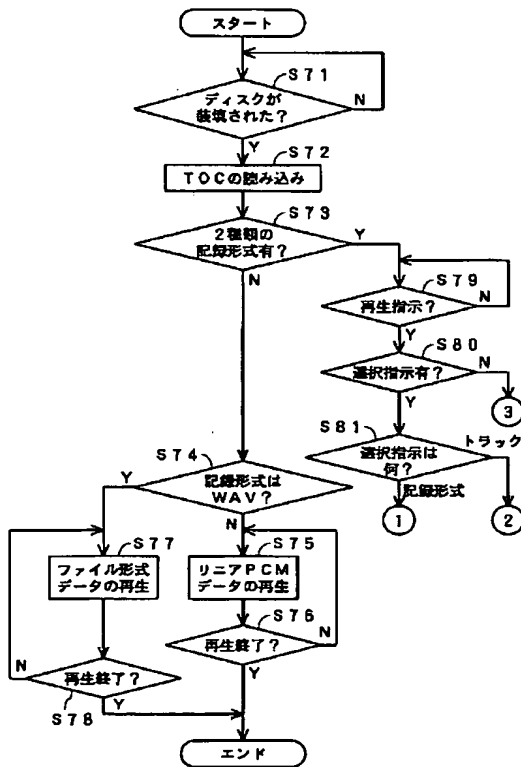 スタート
S71
ディスクが
装填された?
N
Y
S72
TOCの読み込み
S73
2種類の
記録形式有?
Y
N
S79
再生指示?
N
Y
S80
選択指示有?
N
Y
3
S81
選択指示は
何?
トラック
記録形式
1
2
S74
記録形式は
WAV?
Y
N
S77
ファイル形式
データの再生
S75
リニアPCM
データの再生
S76
再生終了?
N
Y
N
再生終了?
S78
Y
エンド